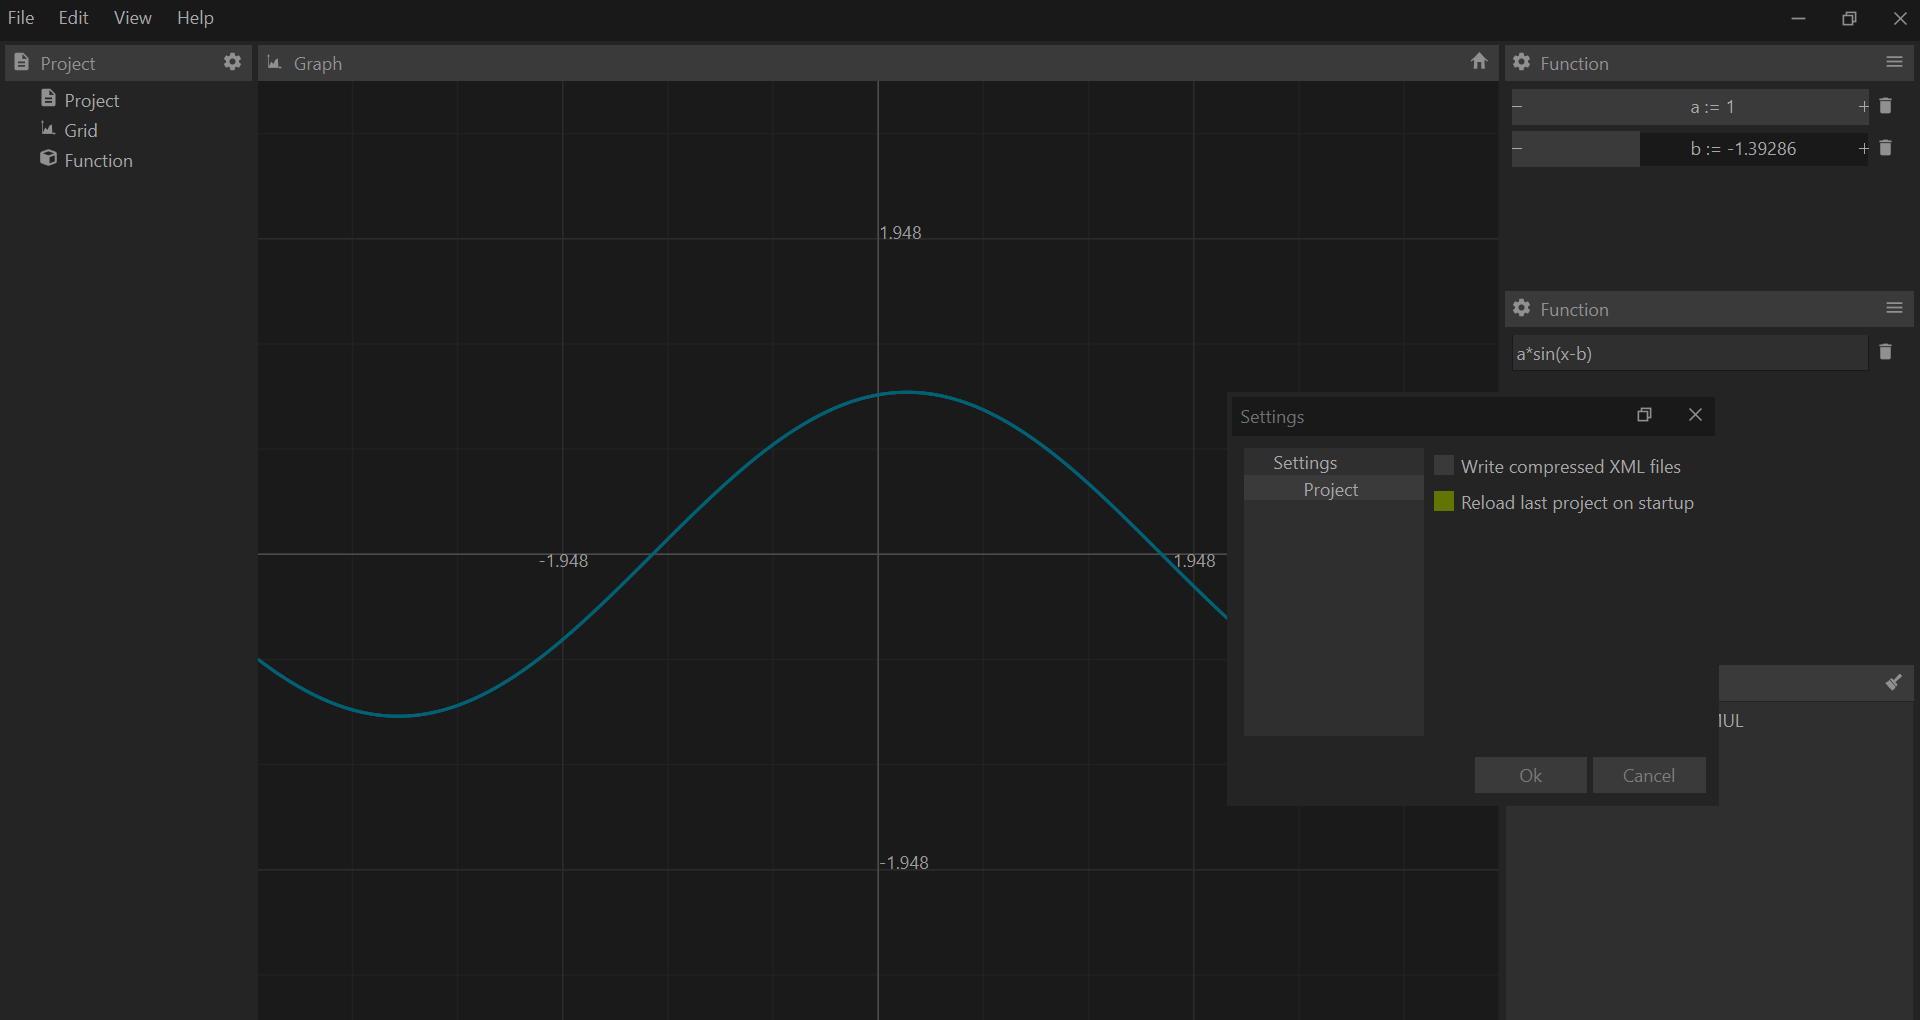 File Edit View Help
Project
Project
Grid
Function
Graph
1.948
-1.948
1.948
-1.948
Function
− a := 1 +
− b := -1.39286 +
Function
a*sin(x-b)
Settings
Settings
Project
Write compressed XML files
Reload last project on startup
Ok Cancel